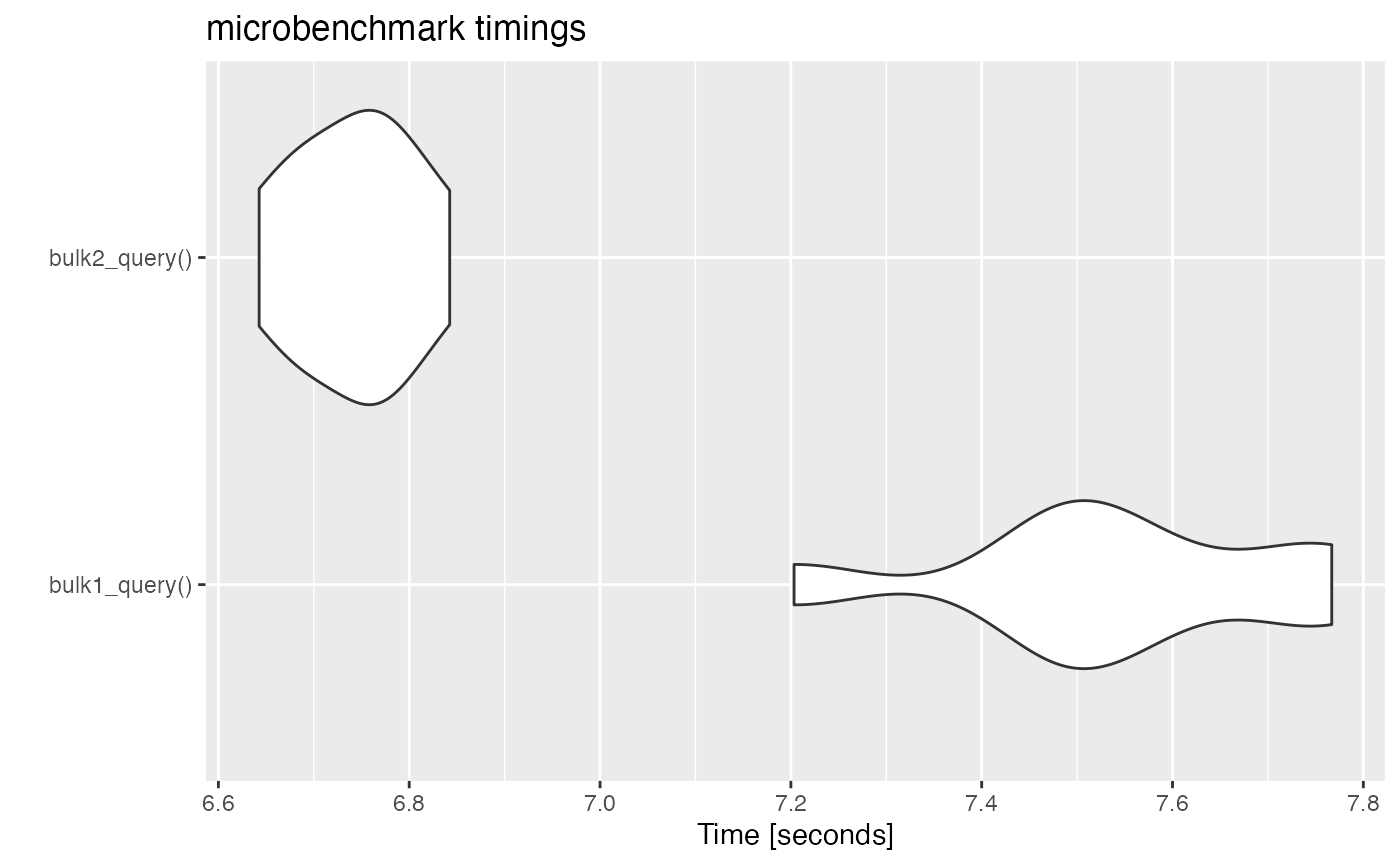 microbenchmark timings
bulk2_query()
bulk1_query()
6.6 6.8 7.0 7.2 7.4 7.6 7.8
Time [seconds]